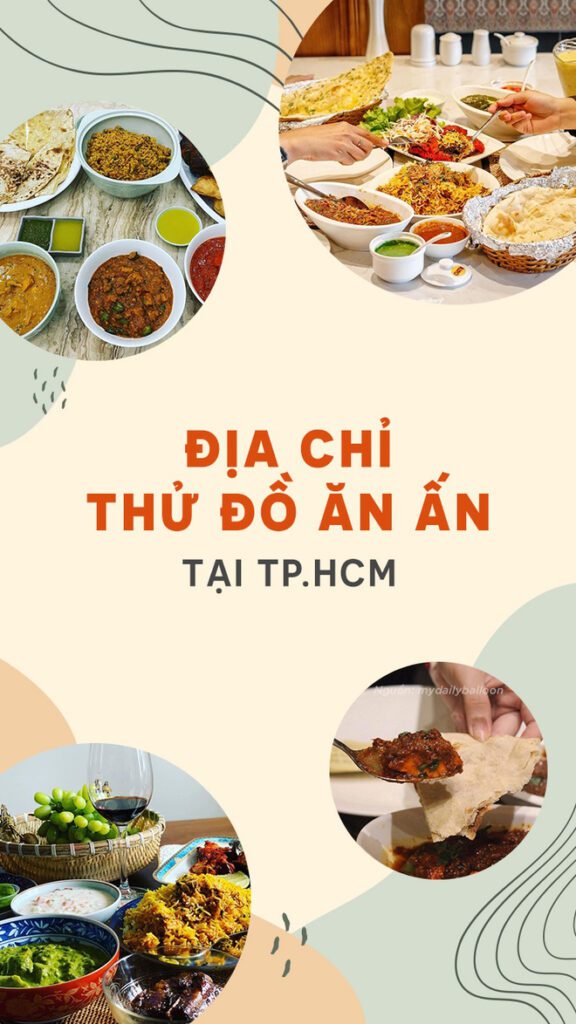 ĐỊA CHỈ
THỬ ĐỒ ĂN ẤN
TẠI TP.HCM
Nguồn: mydailyballoon